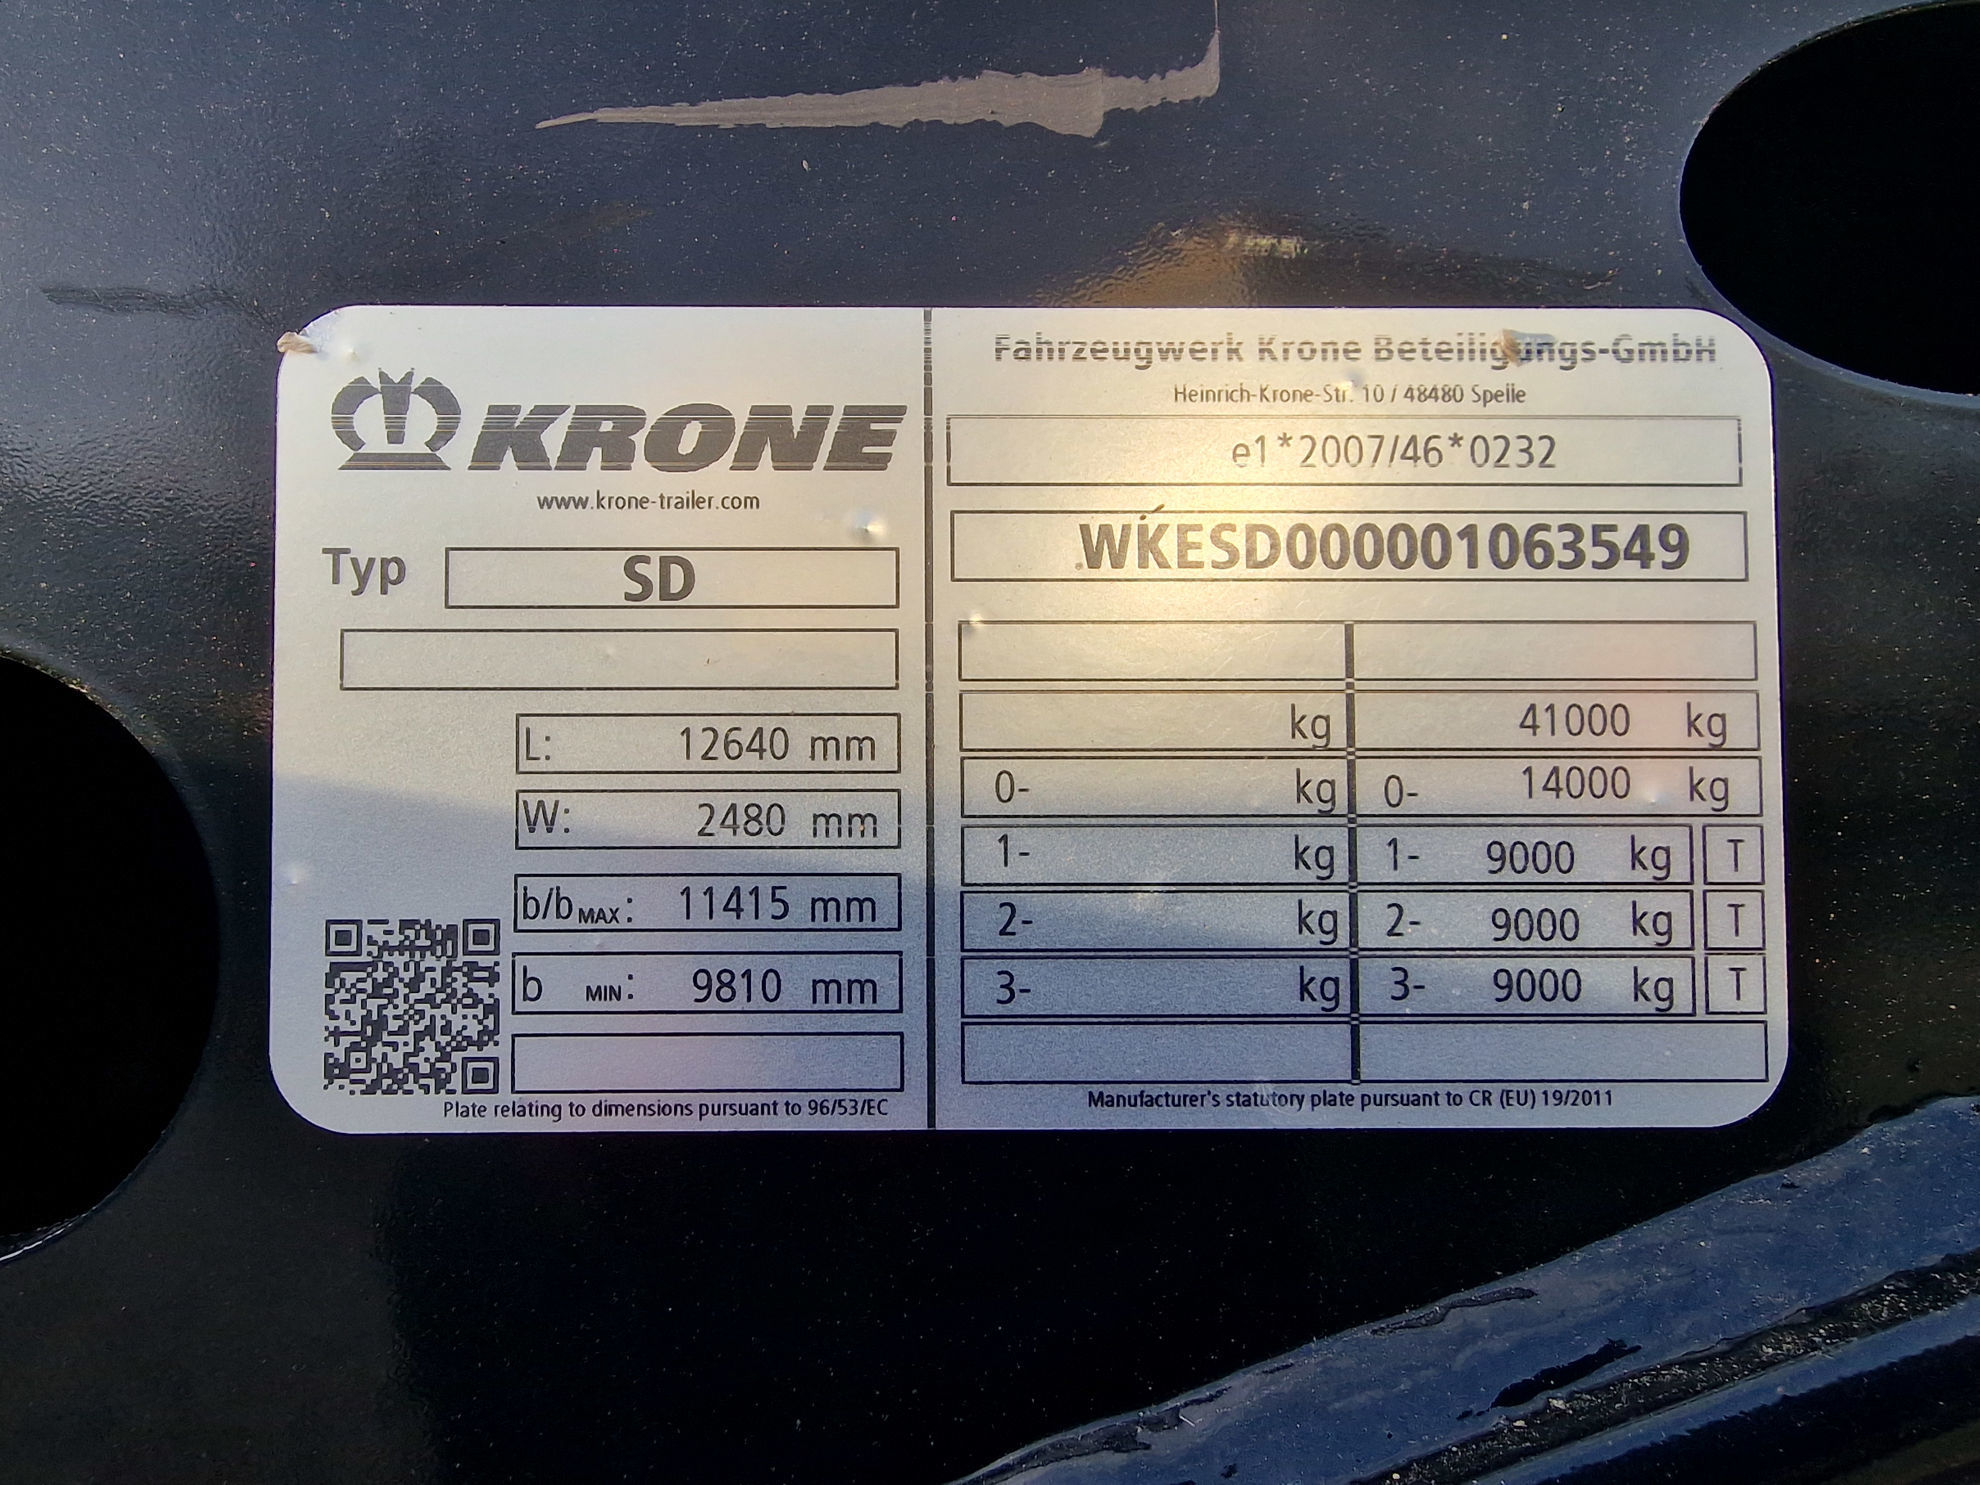 KRONE
www.krone-trailer.com
Typ SD
L: 12640 mm
W: 2480 mm
b/b MAX: 11415 mm
b MIN: 9810 mm
Plate relating to dimensions pursuant to 96/53/EC
Fahrzeugwerk Krone Beteiligungs-GmbH
Heinrich-Krone-Str. 10 / 48480 Spelle
e1*2007/46*0232
WKESD000001063549
kg 41000 kg
0- kg 0- 14000 kg
1- kg 1- 9000 kg T
2- kg 2- 9000 kg T
3- kg 3- 9000 kg T
Manufacturer's statutory plate pursuant to CR (EU) 19/2011